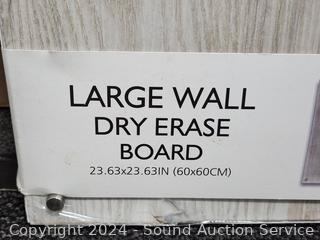 LARGE WALL
DRY ERASE
BOARD
23.63x23.63IN (60x60CM)
Copyright 2024 - Sound Auction Service